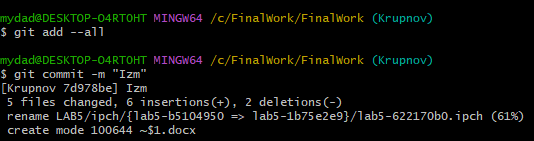 mydad@DESKTOP-O4RTOHT MINGW64 /c/FinalWork/FinalWork (Krupnov)
$ git add --all
mydad@DESKTOP-O4RTOHT MINGW64 /c/FinalWork/FinalWork (Krupnov)
$ git commit -m "Izm"
[Krupnov 7d978be] Izm
5 files changed, 6 insertions(+), 2 deletions(-)
rename LAB5/ipch/{lab5-b5104950 => lab5-1b75e2e9}/lab5-622170b0.ipch (61%)
create mode 100644 ~$1.docx